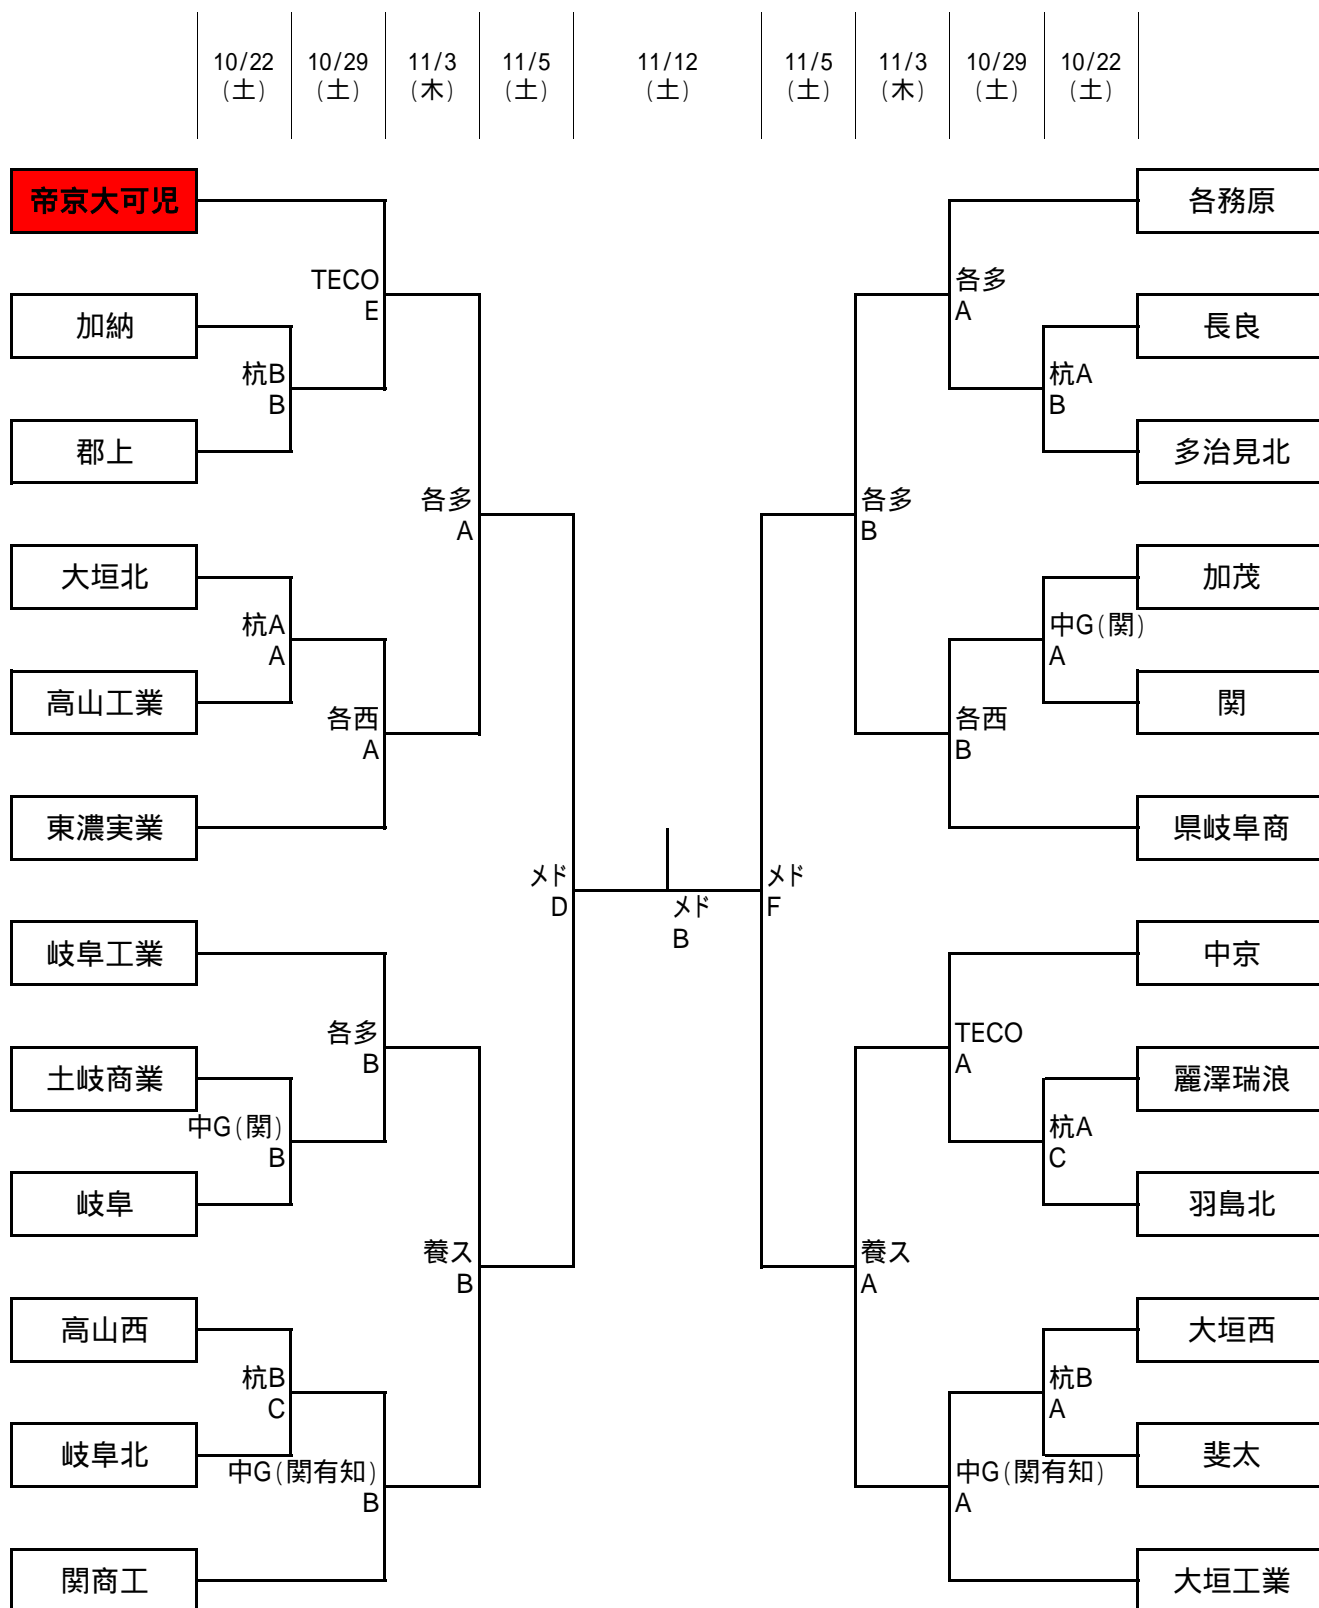 10/22 10/29 11/3 11/5 11/12 11/5 11/3 10/29 10/22
(土) (土) (木) (土) (土) (土) (木) (土) (土)
帝京大可児
各務原
TECO
E
各多
A
加納
長良
杭B
B
杭A
B
郡上
多治見北
各多
A
各多
B
大垣北
加茂
杭A
A
中G(関)
A
高山工業
関
各西
A
各西
B
東濃実業
県岐阜商
メド
D
メド
B
メド
F
岐阜工業
中京
各多
B
TECO
A
土岐商業
麗澤瑞浪
中G(関)
B
杭A
C
岐阜
羽島北
養ス
B
養ス
A
高山西
大垣西
杭B
C
杭B
A
岐阜北
斐太
中G(関有知)
B
中G(関有知)
A
関商工
大垣工業